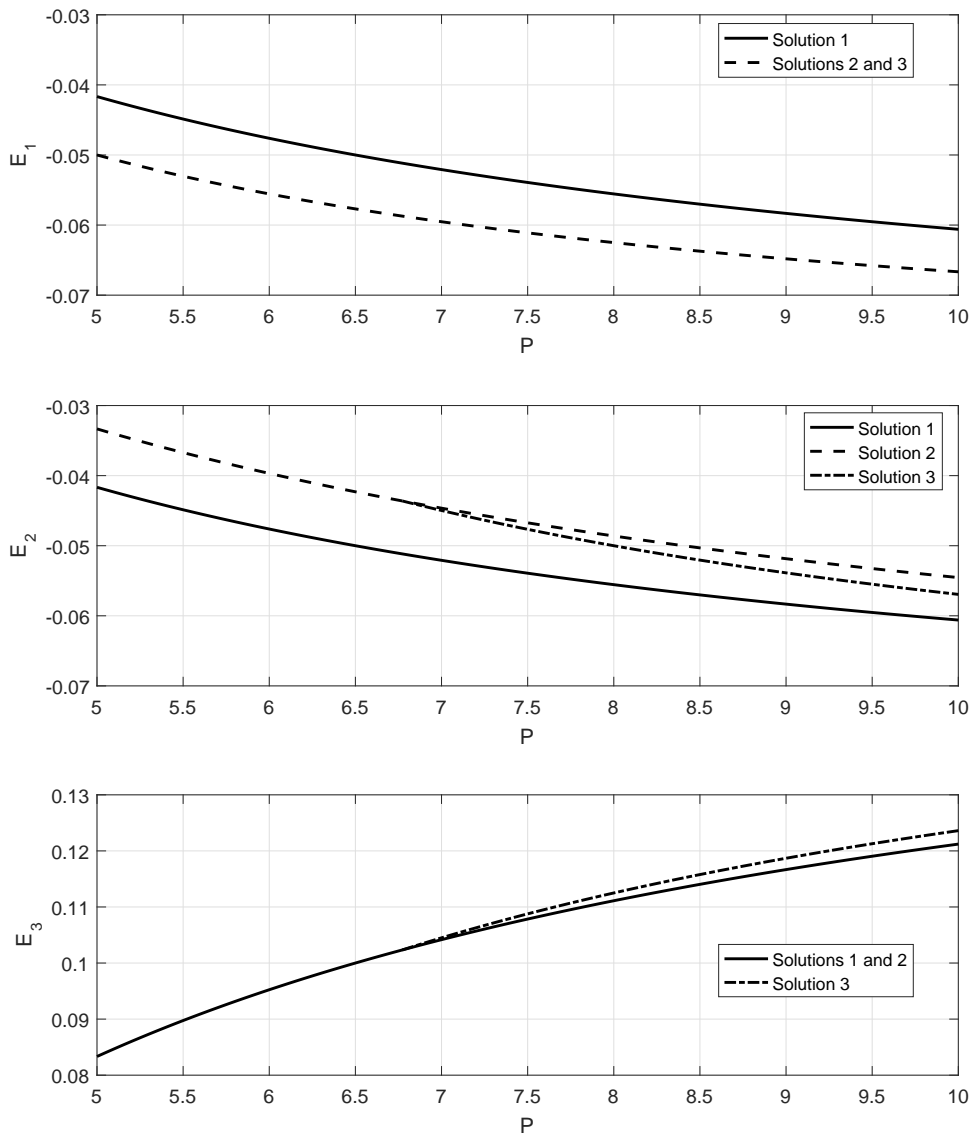 -0.03
Solution 1
Solutions 2 and 3
-0.04
-0.05
-0.06
-0.07
E1
5 5.5 6 6.5 7 7.5 8 8.5 9 9.5 10
P
-0.03
Solution 1
Solution 2
Solution 3
-0.04
-0.05
-0.06
-0.07
E2
5 5.5 6 6.5 7 7.5 8 8.5 9 9.5 10
P
0.13
0.12
0.11
0.1
0.09
0.08
E3
Solutions 1 and 2
Solution 3
5 5.5 6 6.5 7 7.5 8 8.5 9 9.5 10
P